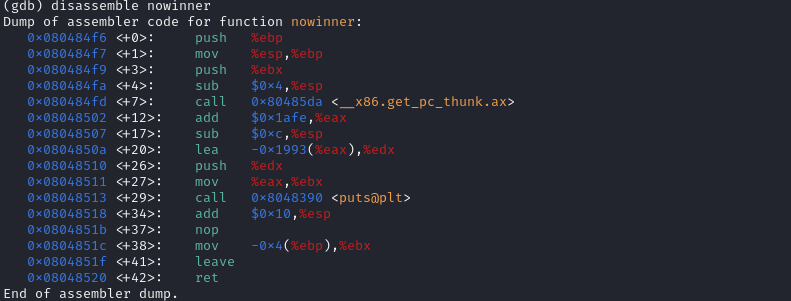 (gdb) disassemble nowinner
Dump of assembler code for function nowinner:
   0x080484f6 <+0>:     push   %ebp
   0x080484f7 <+1>:     mov    %esp,%ebp
   0x080484f9 <+3>:     push   %ebx
   0x080484fa <+4>:     sub    $0x4,%esp
   0x080484fd <+7>:     call   0x80485da <__x86.get_pc_thunk.ax>
   0x08048502 <+12>:    add    $0x1afe,%eax
   0x08048507 <+17>:    sub    $0xc,%esp
   0x0804850a <+20>:    lea    -0x1993(%eax),%edx
   0x08048510 <+26>:    push   %edx
   0x08048511 <+27>:    mov    %eax,%ebx
   0x08048513 <+29>:    call   0x8048390 <puts@plt>
   0x08048518 <+34>:    add    $0x10,%esp
   0x0804851b <+37>:    nop
   0x0804851c <+38>:    mov    -0x4(%ebp),%ebx
   0x0804851f <+41>:    leave
   0x08048520 <+42>:    ret
End of assembler dump.